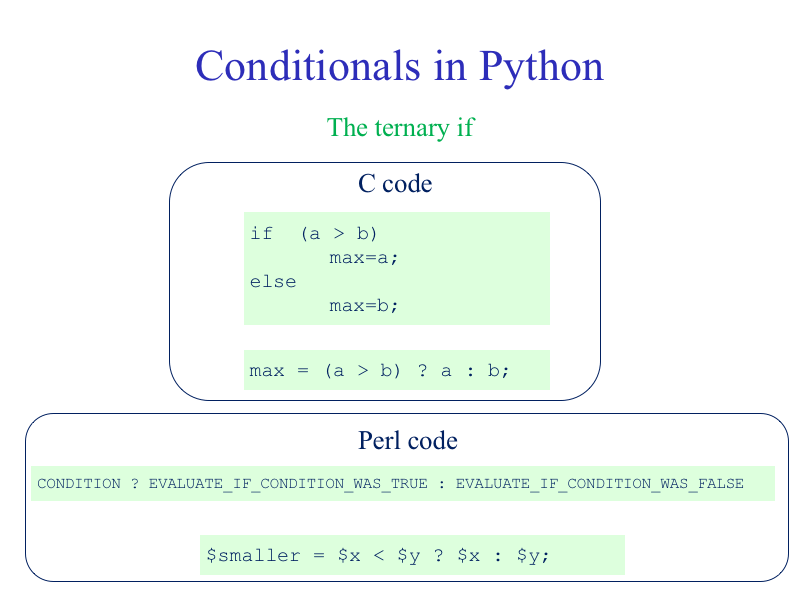 Conditionals in Python
The ternary if
C code
if  (a > b)
      max=a;
else
      max=b;
max = (a > b) ? a : b;
Perl code
CONDITION ? EVALUATE_IF_CONDITION_WAS_TRUE : EVALUATE_IF_CONDITION_WAS_FALSE
$smaller = $x < $y ? $x : $y;